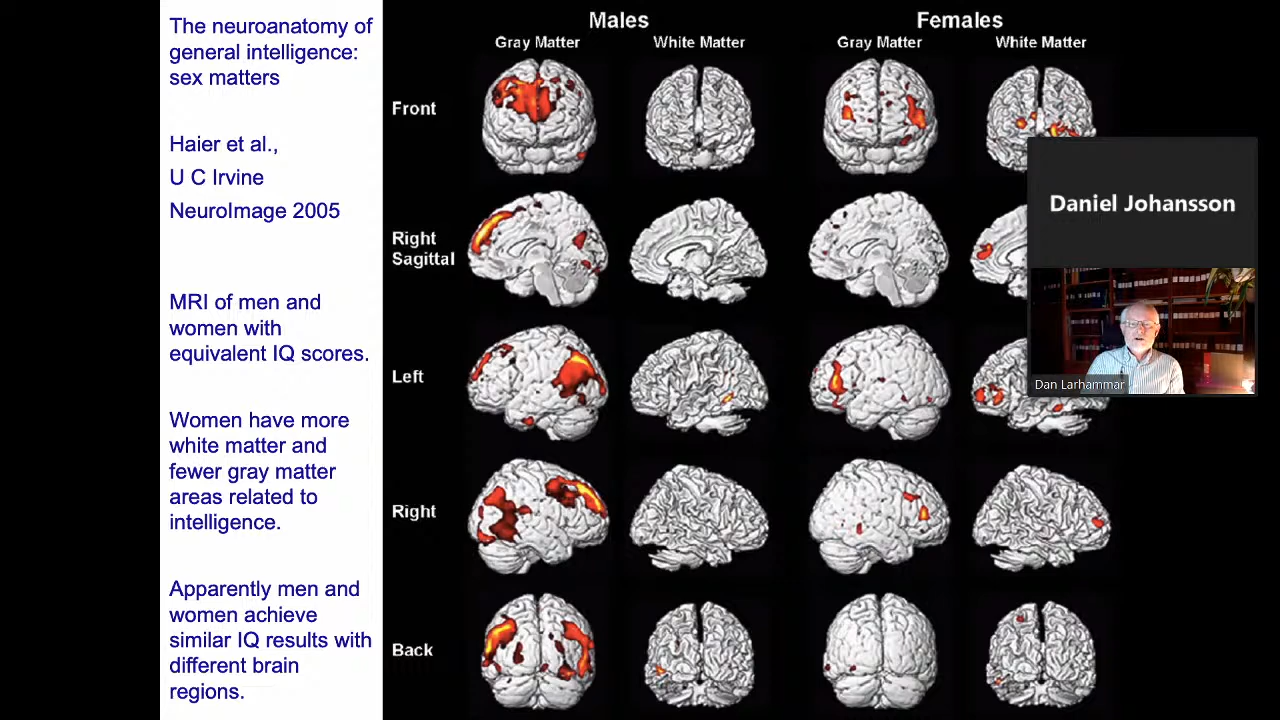 The neuroanatomy of
general intelligence:
sex matters
Haier et al.,
U C Irvine
NeuroImage 2005
MRI of men and
women with
equivalent IQ scores.
Women have more
white matter and
fewer gray matter
areas related to
intelligence.
Apparently men and
women achieve
similar IQ results with
different brain
regions.
Males
Females
Gray Matter
White Matter
Gray Matter
White Matter
Front
Right
Sagittal
Left
Right
Back
Daniel Johansson
Dan Larhammar